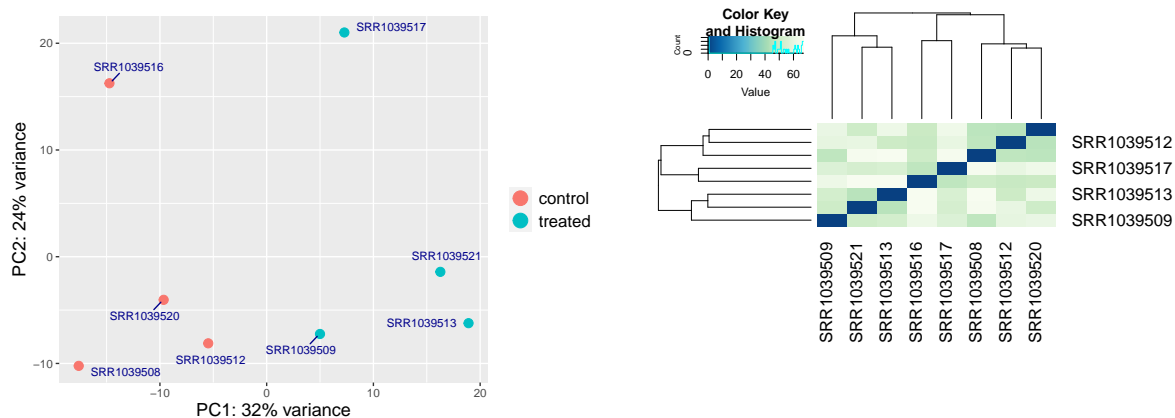 SRR1039517
SRR1039516
SRR1039521
SRR1039520
SRR1039513
SRR1039509
SRR1039512
SRR1039508
20
10
0
−10
−10
0
10
20
PC2: 24% variance
PC1: 32% variance
control
treated
Color Key
and Histogram
Count
0
0
20
40
60
Value
SRR1039512
SRR1039517
SRR1039513
SRR1039509
SRR1039509
SRR1039521
SRR1039513
SRR1039516
SRR1039517
SRR1039508
SRR1039512
SRR1039520